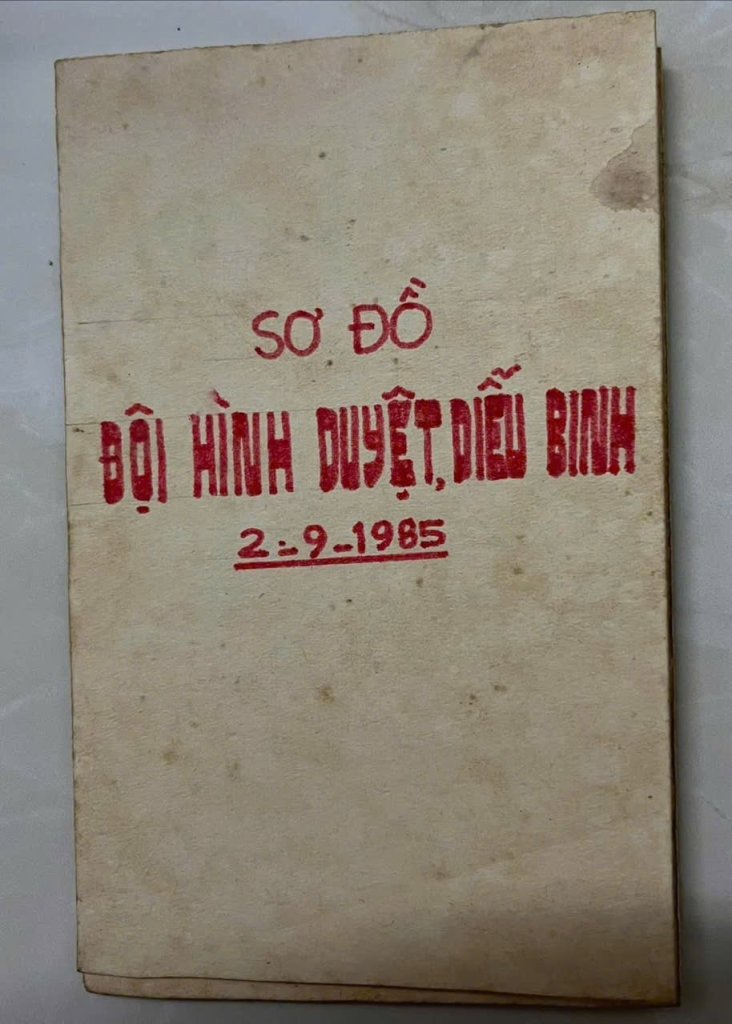 SƠ ĐỒ
ĐỘI HÌNH DUYỆT, DIỄU BINH
2-9-1985